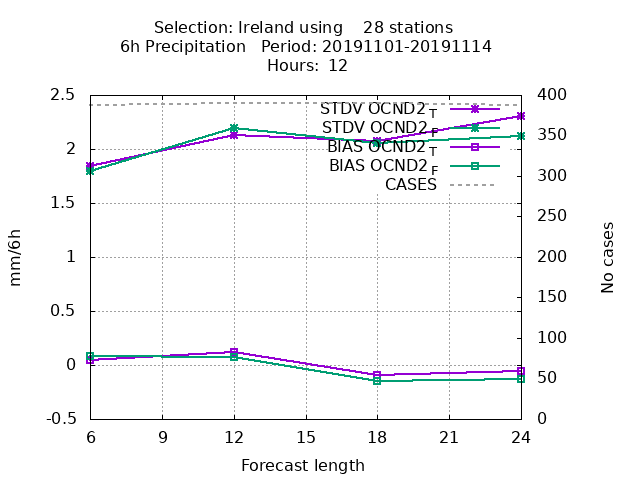 Selection: Ireland using 28 stations
6h Precipitation Period: 20191101-20191114
Hours: 12
STDV OCND2_T
STDV OCND2_F
BIAS OCND2_T
BIAS OCND2_F
CASES
2.5
2
1.5
1
0.5
0
-0.5
mm/6h
400
350
300
250
200
150
100
50
0
No cases
6 9 12 15 18 21 24
Forecast length